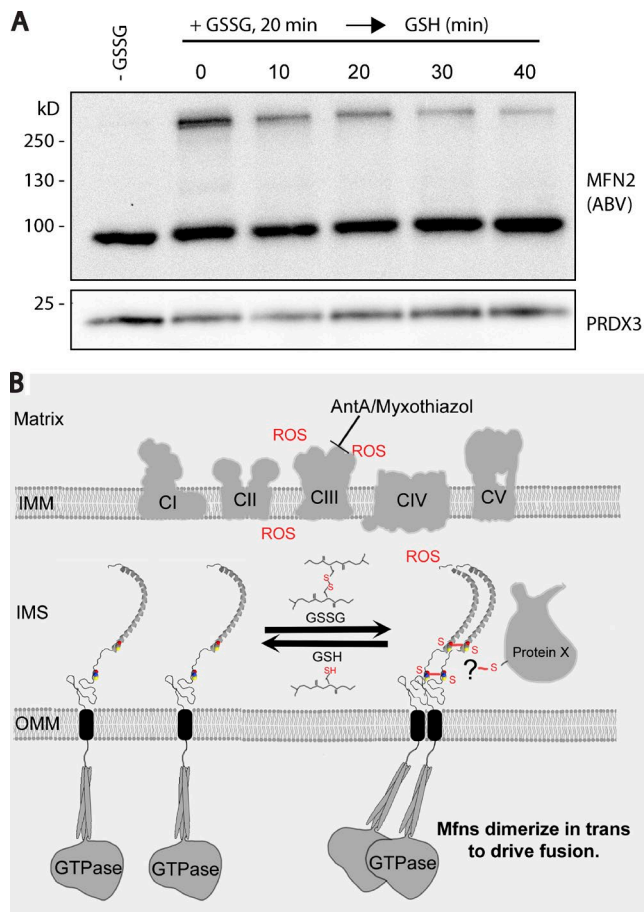 A
- GSSG
+ GSSG, 20 min → GSH (min)
0 10 20 30 40
kD
250 -
130 -
100 -
MFN2
(ABV)
25 -
PRDX3
B
Matrix
AntA/Myxothiazol
ROS
ROS
CI
CII
CIII
CIV
CV
IMM
ROS
ROS
IMS
S
S
GSSG
GSH
SH
S
S
S
S
?
S
Protein X
OMM
GTPase
GTPase
GTPase
Mfns dimerize in trans
to drive fusion.